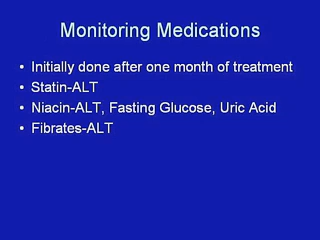 Monitoring Medications
• Initially done after one month of treatment
• Statin-ALT
• Niacin-ALT, Fasting Glucose, Uric Acid
• Fibrates-ALT